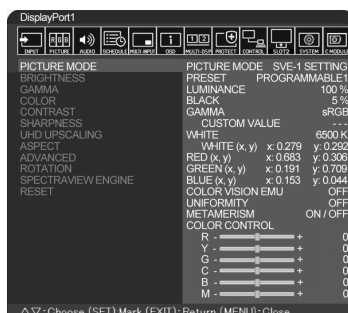 DisplayPort1
INPUT PICTURE AUDIO SCHEDULE MULTI-INPUT OSD MULTI-DSP PROTECT CONTROL SLOT2 SYSTEM C MODUL
PICTURE MODE
BRIGHTNESS
GAMMA
COLOR
CONTRAST
SHARPNESS
UHD UPSCALING
ASPECT
ADVANCED
ROTATION
SPECTRAVIEW ENGINE
RESET
PICTURE MODE SVE-1 SETTING
PRESET PROGRAMMABLE1
LUMINANCE 100 %
BLACK 5 %
GAMMA sRGB
CUSTOM VALUE ---
WHITE 6500 K
WHITE (x, y) x: 0.279 y: 0.292
RED (x, y) x: 0.683 y: 0.306
GREEN (x, y) x: 0.191 y: 0.709
BLUE (x, y) x: 0.153 y: 0.044
COLOR VISION EMU OFF
UNIFORMITY OFF
METAMERISM ON / OFF
COLOR CONTROL
R - + 0
Y - + 0
G - + 0
C - + 0
B - + 0
M - + 0
△▽: Choose (SET) Mark (EXIT): Return (MENU): Close